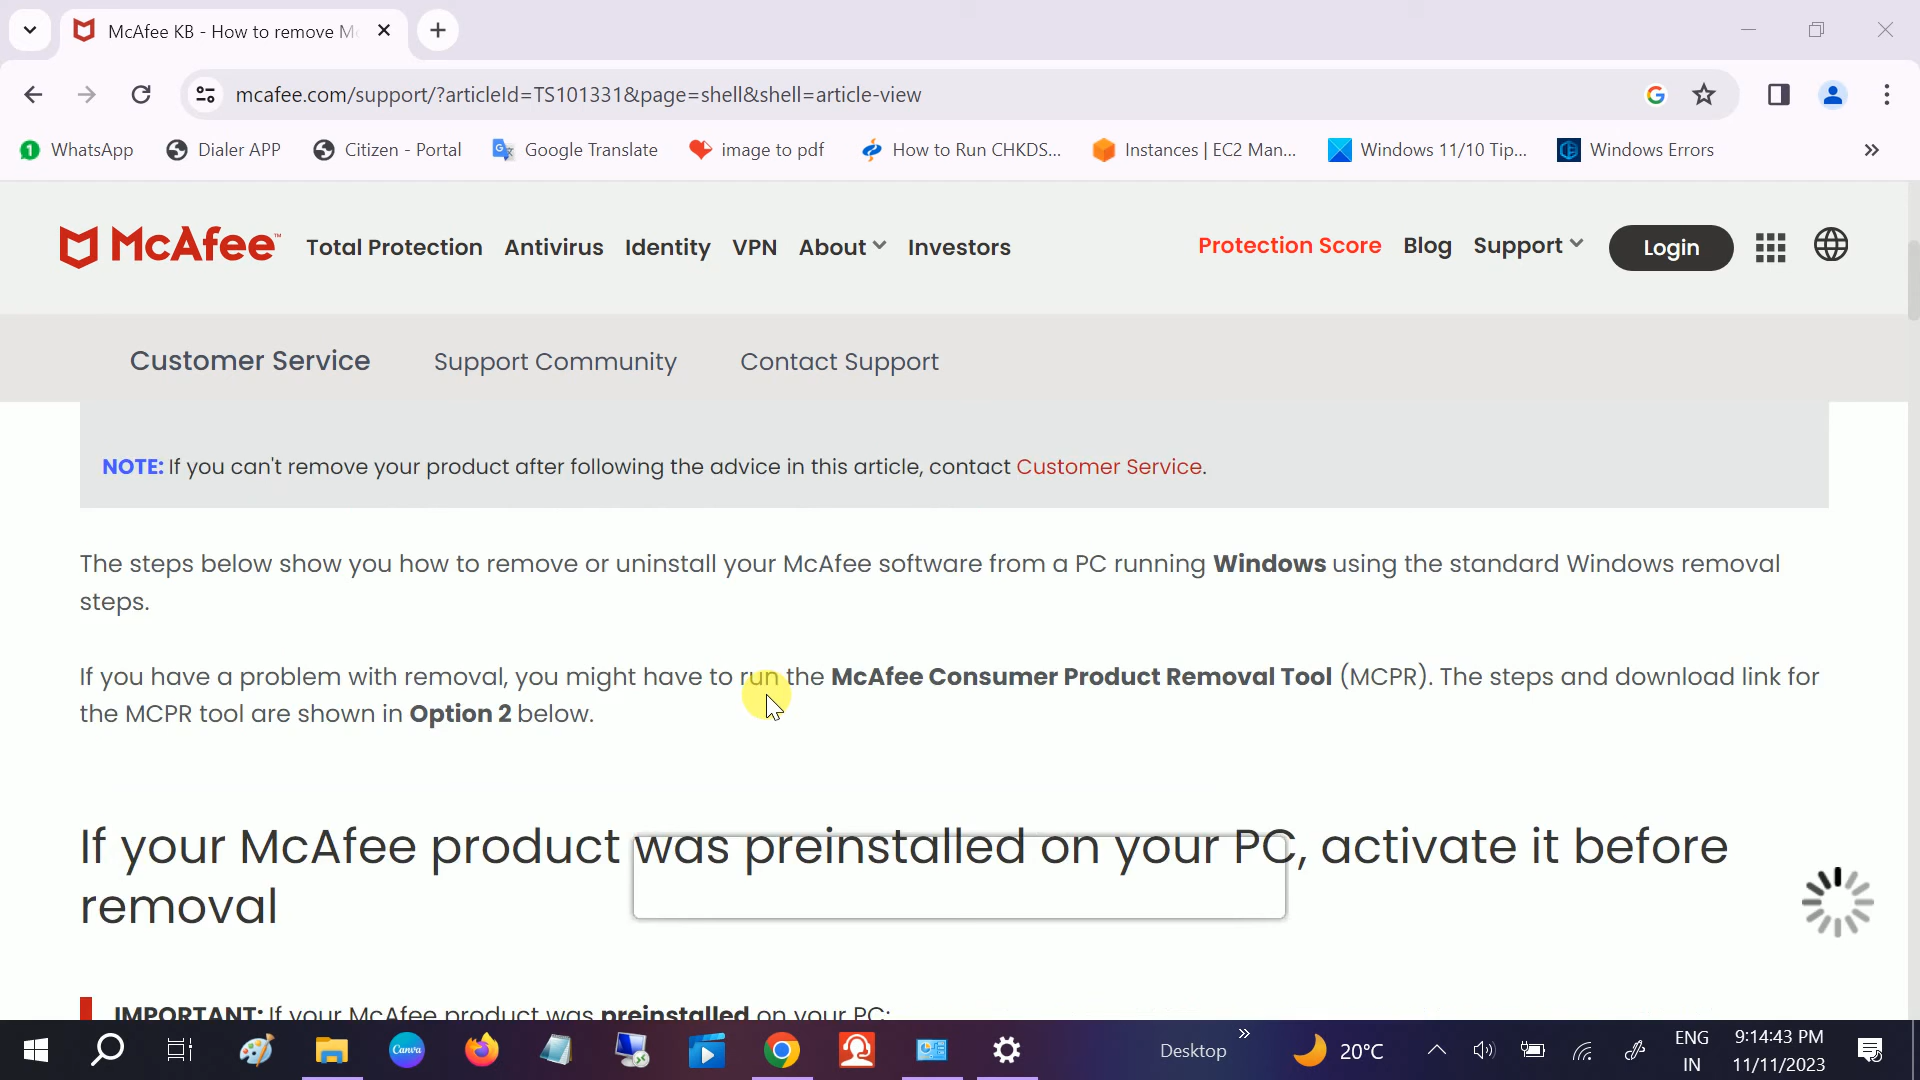 McAfee KB - How to remove Mc
mcafee.com/support/?articleId=TS101331&page=shell&shell=article-view
1 WhatsApp Dialer APP Citizen - Portal Google Translate image to pdf How to Run CHKDS... Instances | EC2 Man... Windows 11/10 Tip... Windows Errors
McAfee™ Total Protection Antivirus Identity VPN About Investors Protection Score Blog Support Login
Customer Service Support Community Contact Support
NOTE: If you can't remove your product after following the advice in this article, contact Customer Service.
The steps below show you how to remove or uninstall your McAfee software from a PC running Windows using the standard Windows removal
steps.
If you have a problem with removal, you might have to run the McAfee Consumer Product Removal Tool (MCPR). The steps and download link for
the MCPR tool are shown in Option 2 below.
If your McAfee product was preinstalled on your PC, activate it before
removal
IMPORTANT: If your McAfee product was preinstalled on your PC:
Canva Desktop 20°C ENG 9:14:43 PM
IN 11/11/2023